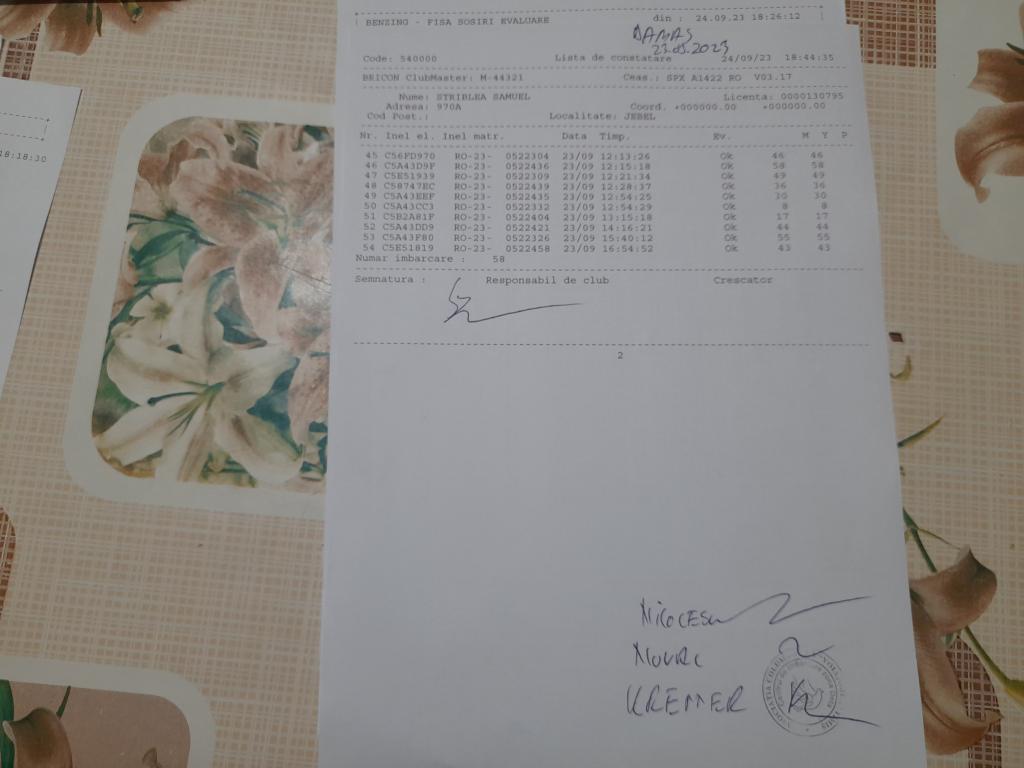 BENZING - FISA SOSIRI EVALUARE din : 24.09.23 18:26:12
DAMAS
23.09.2023
Code: 540000 Lista de constatare 24/09/23 18:44:35
BRICON ClubMaster: M-44321 Ceas.: SPX A1422 RO V03.17
Nume: STRIBLEA SAMUEL Licenta: 0000130795
Adresa: 970A Coord. +000000.00 +000000.00
Cod Post.: Localitate: JEBEL
Nr. Inel el. Inel matr. Data Timp. Ev. M Y P
45 C56FD970 RO-23- 0522304 23/09 12:13:26 Ok 46 46
46 C5A43D9F RO-23- 0522436 23/09 12:15:18 Ok 58 58
47 C5E51939 RO-23- 0522309 23/09 12:21:34 Ok 49 49
48 C58747EC RO-23- 0522439 23/09 12:28:37 Ok 36 36
49 C5A43EEF RO-23- 0522435 23/09 12:54:25 Ok 30 30
50 C5A43CC3 RO-23- 0522332 23/09 12:54:29 Ok 8 8
51 C5B2A81F RO-23- 0522404 23/09 13:15:18 Ok 17 17
52 C5A43DD9 RO-23- 0522421 23/09 14:16:21 Ok 44 44
53 C5A43F80 RO-23- 0522326 23/09 15:40:12 Ok 55 55
54 C5E51819 RO-23- 0522458 23/09 16:54:52 Ok 43 43
Numar imbarcare : 58
Semnatura : Responsabil de club Crescator
2
18:18:30
KREMER